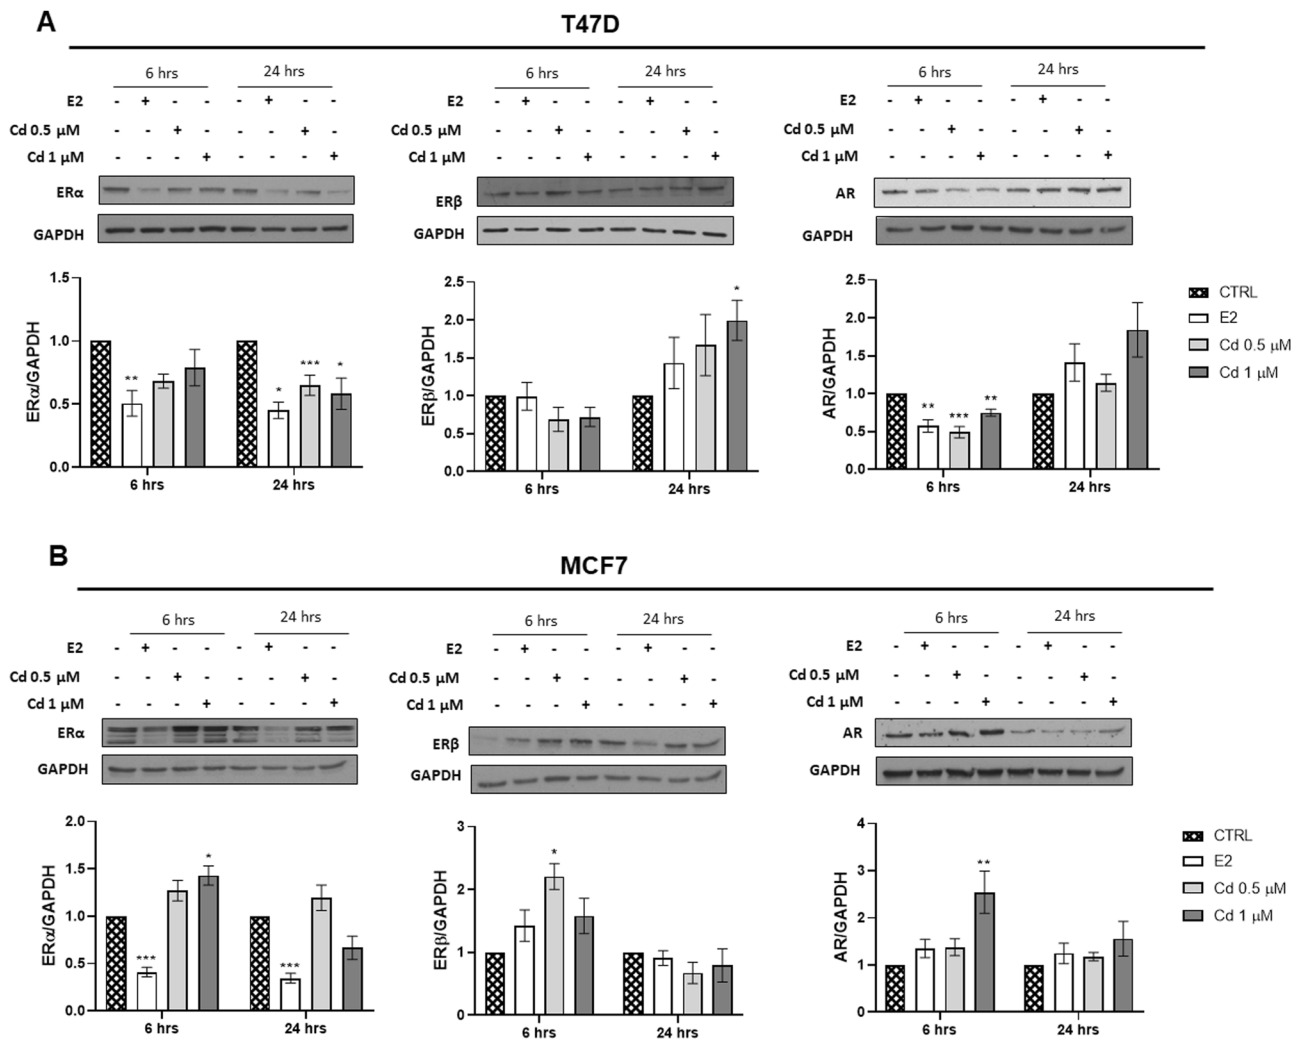 A
T47D
6 hrs 24 hrs
E2 - + - - - + - -
Cd 0.5 µM - - + - - - + -
Cd 1 µM - - - + - - - +
ERα
GAPDH
6 hrs 24 hrs
E2 - + - - - + - -
Cd 0.5 µM - - + - - - + -
Cd 1 µM - - - + - - - +
ERβ
GAPDH
6 hrs 24 hrs
E2 - + - - - + - -
Cd 0.5 µM - - + - - - + -
Cd 1 µM - - - + - - - +
AR
GAPDH
ERα/GAPDH
1.5
1.0
0.5
0.0
** * *** *
6 hrs 24 hrs
ERβ/GAPDH
2.5
2.0
1.5
1.0
0.5
0.0
*
6 hrs 24 hrs
AR/GAPDH
2.5
2.0
1.5
1.0
0.5
0.0
** *** **
6 hrs 24 hrs
CTRL
E2
Cd 0.5 µM
Cd 1 µM
B
MCF7
6 hrs 24 hrs
E2 - + - - - + - -
Cd 0.5 µM - - + - - - + -
Cd 1 µM - - - + - - - +
ERα
GAPDH
6 hrs 24 hrs
E2 - + - - - + - -
Cd 0.5 µM - - + - - - + -
Cd 1 µM - - - + - - - +
ERβ
GAPDH
6 hrs 24 hrs
E2 - + - - - + - -
Cd 0.5 µM - - + - - - + -
Cd 1 µM - - - + - - - +
AR
GAPDH
ERα/GAPDH
2.0
1.5
1.0
0.5
0.0
*** * ***
6 hrs 24 hrs
ERβ/GAPDH
3
2
1
0
*
6 hrs 24 hrs
AR/GAPDH
4
3
2
1
0
**
6 hrs 24 hrs
CTRL
E2
Cd 0.5 µM
Cd 1 µM